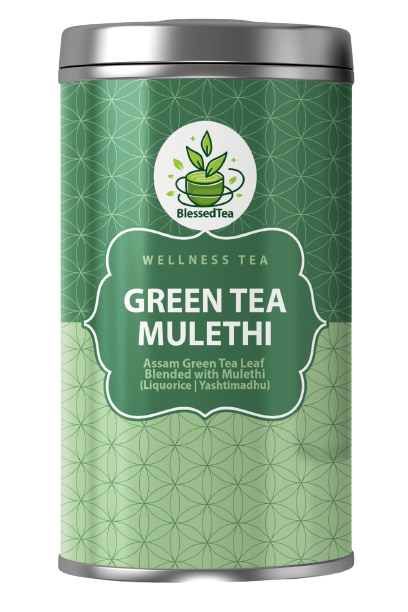 BlessedTea
WELLNESS TEA
GREEN TEA
MULETHI
Assam Green Tea Leaf
Blended with Mulethi
(Liquorice | Yashtimadhu)